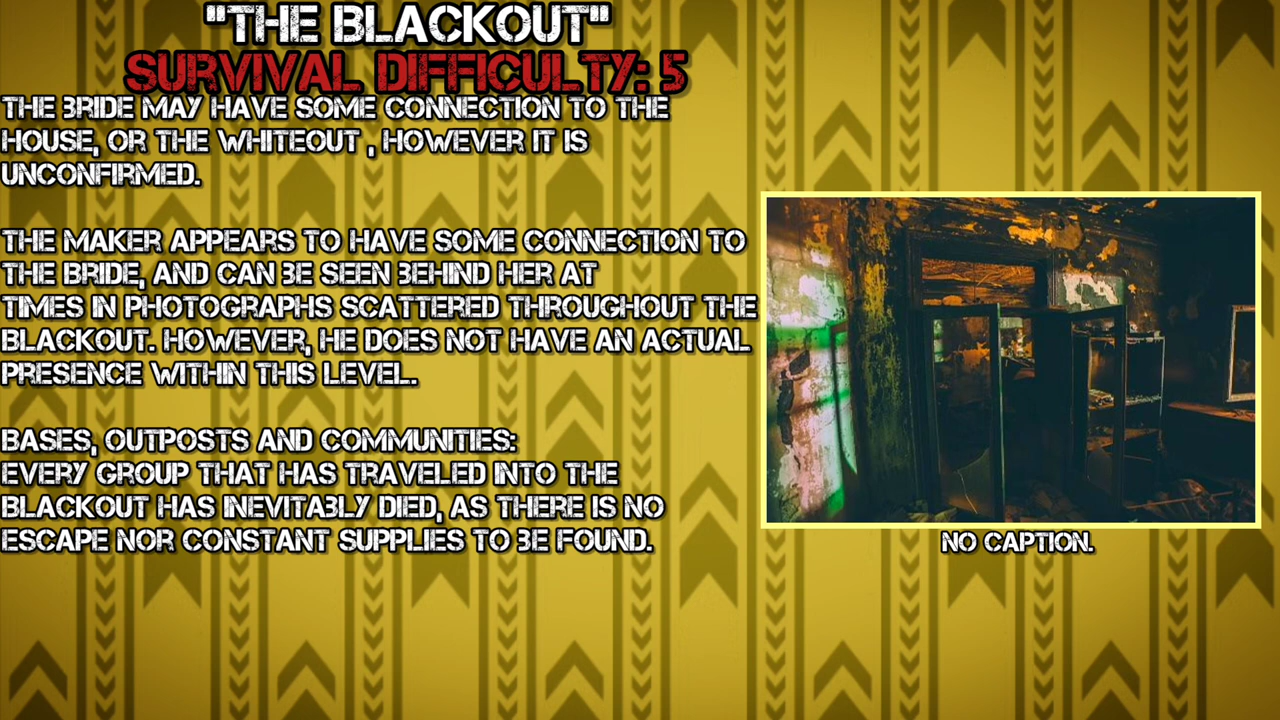 "THE BLACKOUT"
SURVIVAL DIFFICULTY: 5
THE BRIDE MAY HAVE SOME CONNECTION TO THE
HOUSE, OR THE WHITEOUT , HOWEVER IT IS
UNCONFIRMED.
THE MAKER APPEARS TO HAVE SOME CONNECTION TO
THE BRIDE, AND CAN BE SEEN BEHIND HER AT
TIMES IN PHOTOGRAPHS SCATTERED THROUGHOUT THE
BLACKOUT. HOWEVER, HE DOES NOT HAVE AN ACTUAL
PRESENCE WITHIN THIS LEVEL.
BASES, OUTPOSTS AND COMMUNITIES:
EVERY GROUP THAT HAS TRAVELED INTO THE
BLACKOUT HAS INEVITABLY DIED, AS THERE IS NO
ESCAPE NOR CONSTANT SUPPLIES TO BE FOUND.
NO CAPTION.